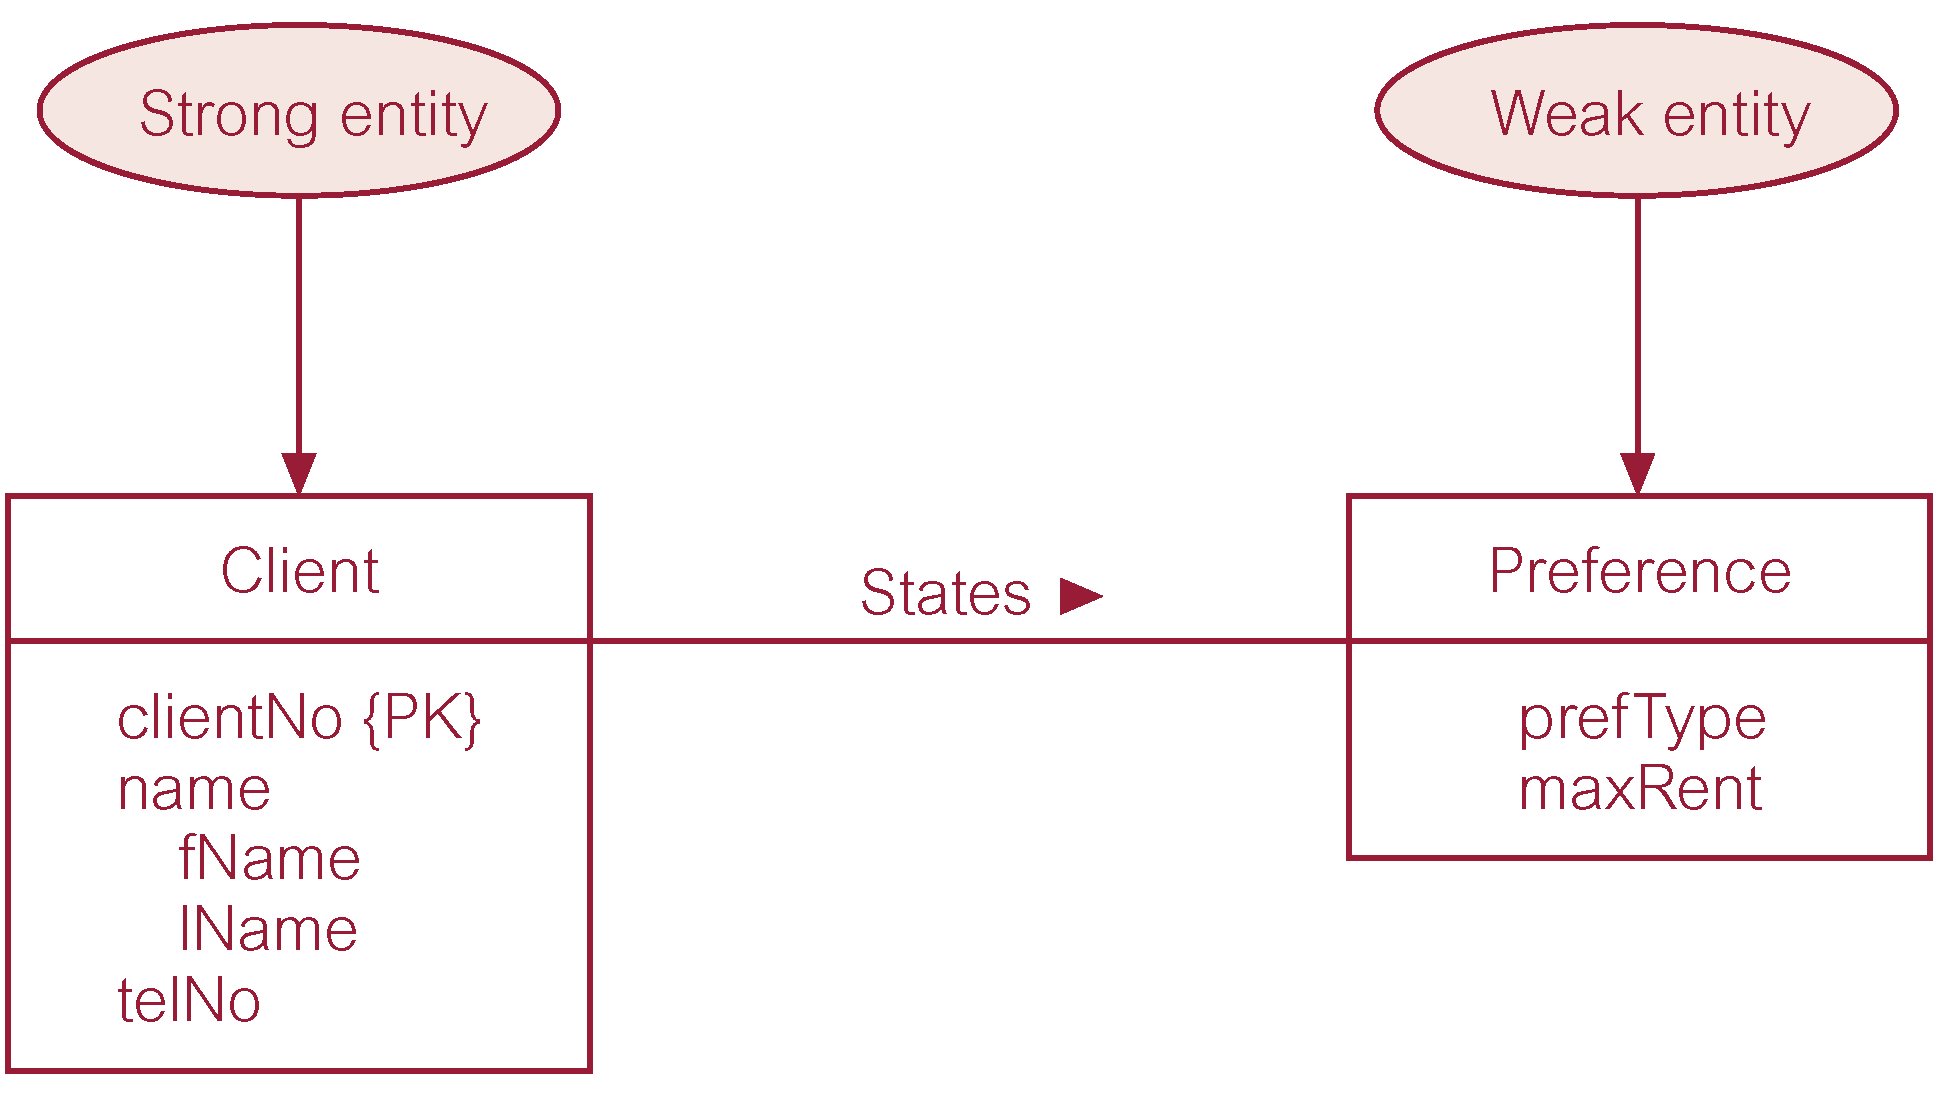 Strong entity
Weak entity
Client
States ►
Preference
clientNo {PK}
name
fName
lName
telNo
prefType
maxRent